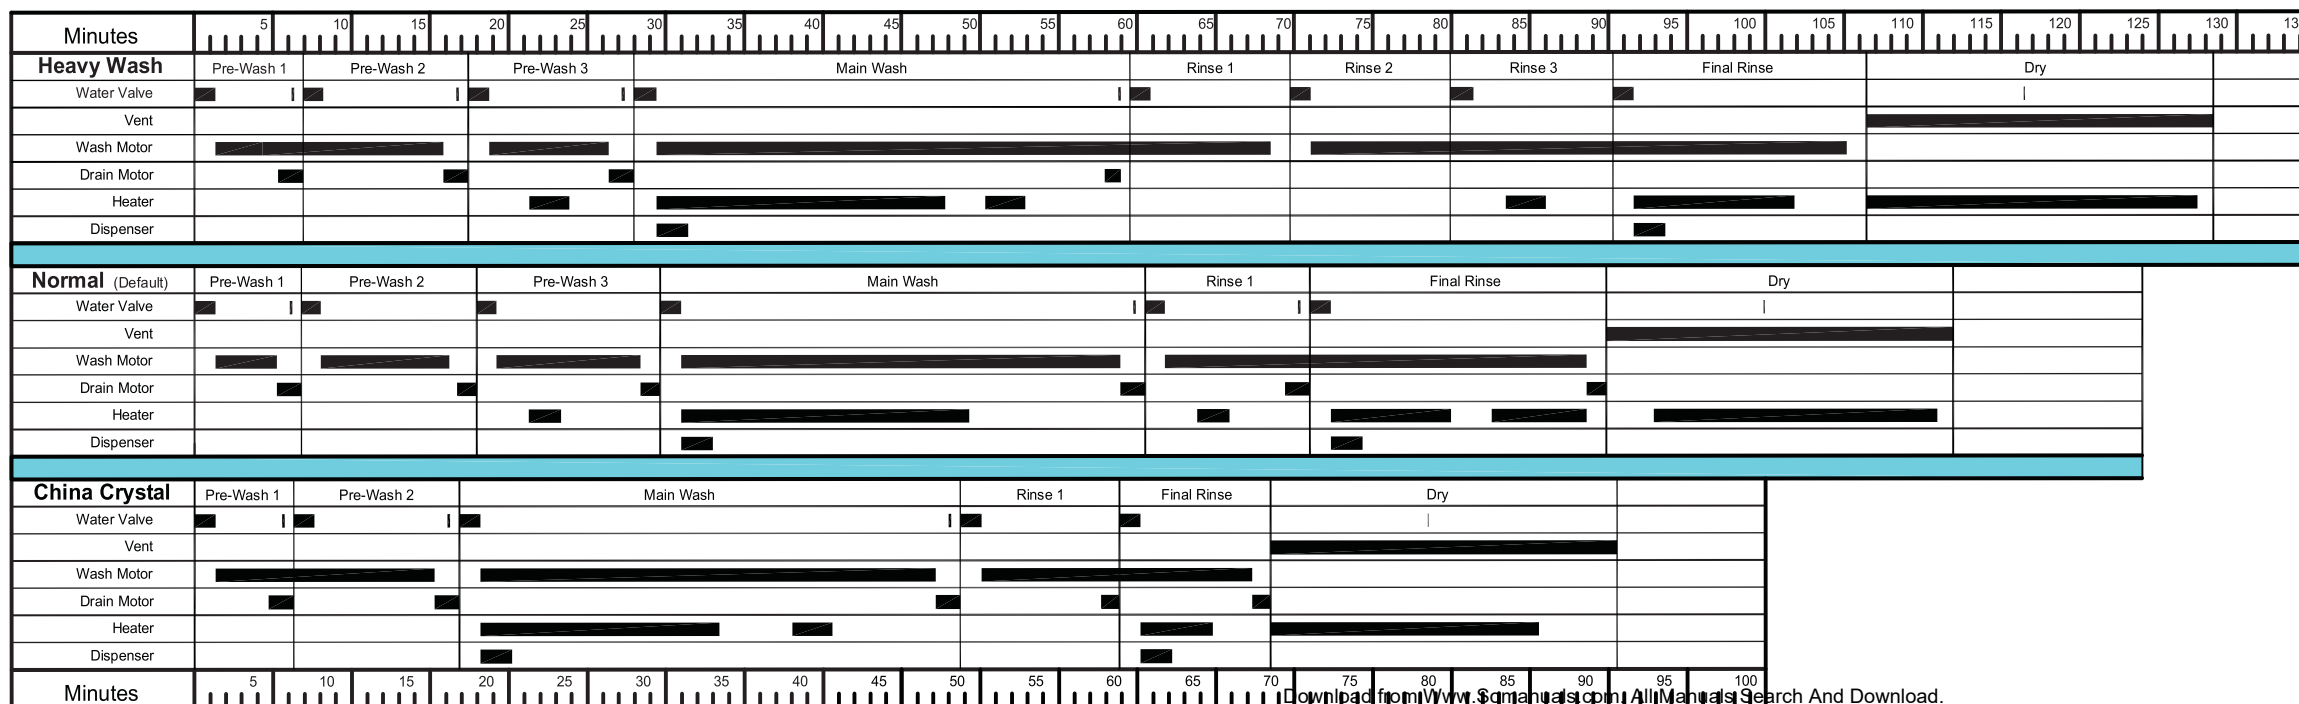 Minutes 5 10 15 20 25 30 35 40 45 50 55 60 65 70 75 80 85 90 95 100 105 110 115 120 125 130
Heavy Wash Pre-Wash 1 Pre-Wash 2 Pre-Wash 3 Main Wash Rinse 1 Rinse 2 Rinse 3 Final Rinse Dry
Water Valve
Vent
Wash Motor
Drain Motor
Heater
Dispenser
Normal (Default) Pre-Wash 1 Pre-Wash 2 Pre-Wash 3 Main Wash Rinse 1 Final Rinse Dry
Water Valve
Vent
Wash Motor
Drain Motor
Heater
Dispenser
China Crystal Pre-Wash 1 Pre-Wash 2 Main Wash Rinse 1 Final Rinse Dry
Water Valve
Vent
Wash Motor
Drain Motor
Heater
Dispenser
Minutes 5 10 15 20 25 30 35 40 45 50 55 60 65 70 75 80 85 90 95 100
Download from Www.Somanuals.com. All Manuals Search And Download.